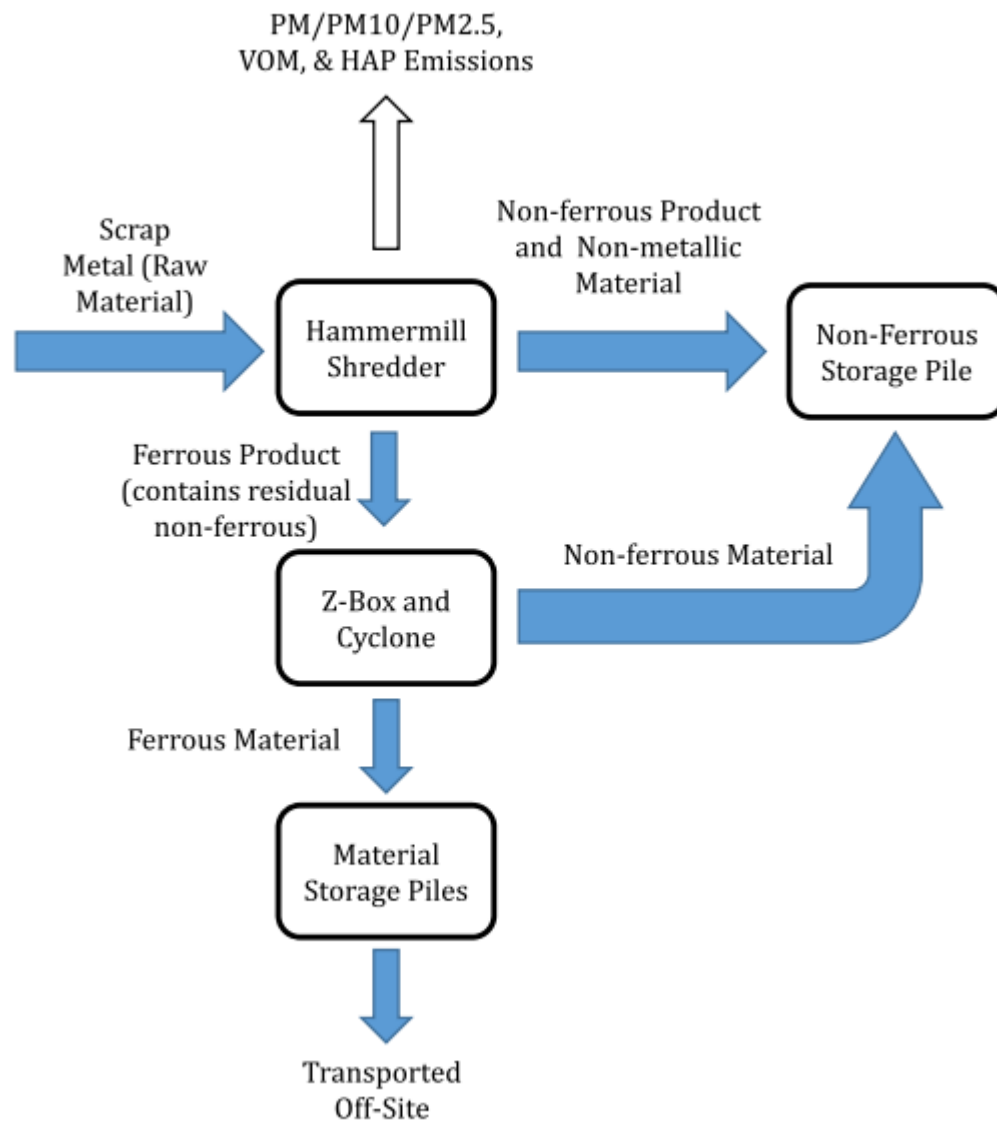 PM/PM10/PM2.5,
VOM, & HAP Emissions
Scrap
Metal (Raw
Material)
Non-ferrous Product
and Non-metallic
Material
Hammermill
Shredder
Non-Ferrous
Storage Pile
Ferrous Product
(contains residual
non-ferrous)
Non-ferrous Material
Z-Box and
Cyclone
Ferrous Material
Material
Storage Piles
Transported
Off-Site